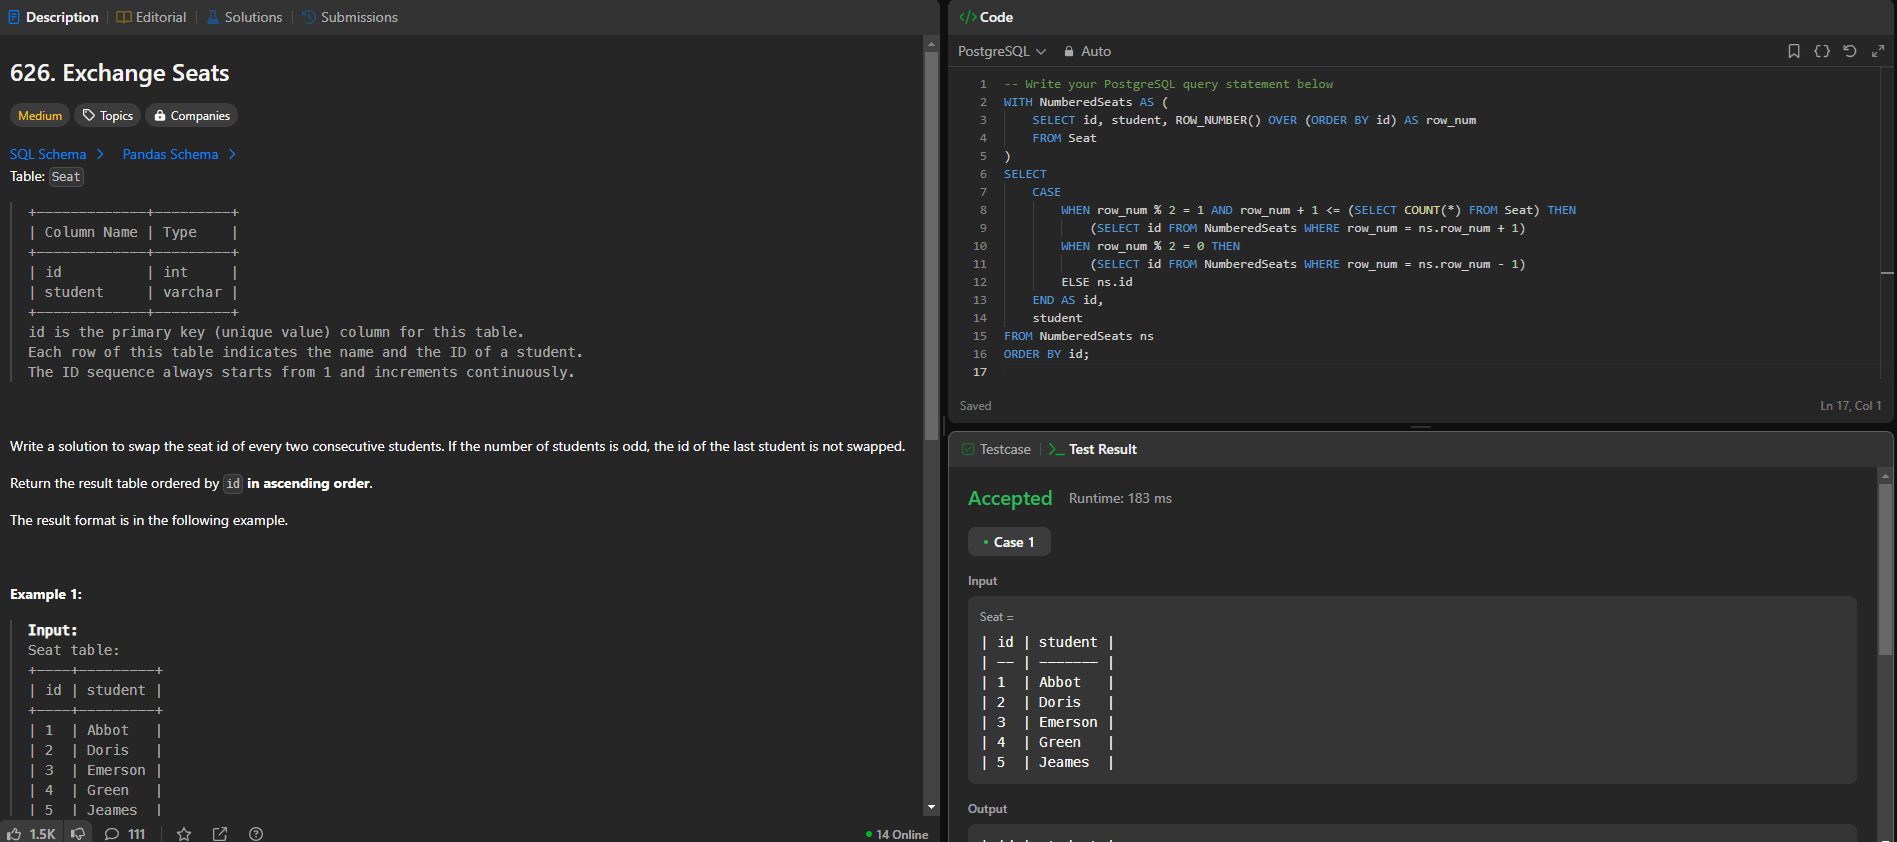 Description
Editorial
Solutions
Submissions
626. Exchange Seats
Medium
Topics
Companies
SQL Schema
Pandas Schema
Table: Seat
+-------------+---------+
| Column Name | Type    |
+-------------+---------+
| id          | int     |
| student     | varchar |
+-------------+---------+
id is the primary key (unique value) column for this table.
Each row of this table indicates the name and the ID of a student.
The ID sequence always starts from 1 and increments continuously.
Write a solution to swap the seat id of every two consecutive students. If the number of students is odd, the id of the last student is not swapped.
Return the result table ordered by id in ascending order.
The result format is in the following example.
Example 1:
Input:
Seat table:
+----+---------+
| id | student |
+----+---------+
| 1  | Abbot   |
| 2  | Doris   |
| 3  | Emerson |
| 4  | Green   |
| 5  | Jeames  |
1.5K
111
14 Online
</> Code
PostgreSQL
Auto
1 -- Write your PostgreSQL query statement below
2 WITH NumberedSeats AS (
3     SELECT id, student, ROW_NUMBER() OVER (ORDER BY id) AS row_num
4     FROM Seat
5 )
6 SELECT
7     CASE
8         WHEN row_num % 2 = 1 AND row_num + 1 <= (SELECT COUNT(*) FROM Seat) THEN
9             (SELECT id FROM NumberedSeats WHERE row_num = ns.row_num + 1)
10         WHEN row_num % 2 = 0 THEN
11             (SELECT id FROM NumberedSeats WHERE row_num = ns.row_num - 1)
12         ELSE ns.id
13     END AS id,
14     student
15 FROM NumberedSeats ns
16 ORDER BY id;
17
Saved
Ln 17, Col 1
Testcase
Test Result
Accepted
Runtime: 183 ms
Case 1
Input
Seat =
| id | student |
| -- | ------- |
| 1  | Abbot   |
| 2  | Doris   |
| 3  | Emerson |
| 4  | Green   |
| 5  | Jeames  |
Output